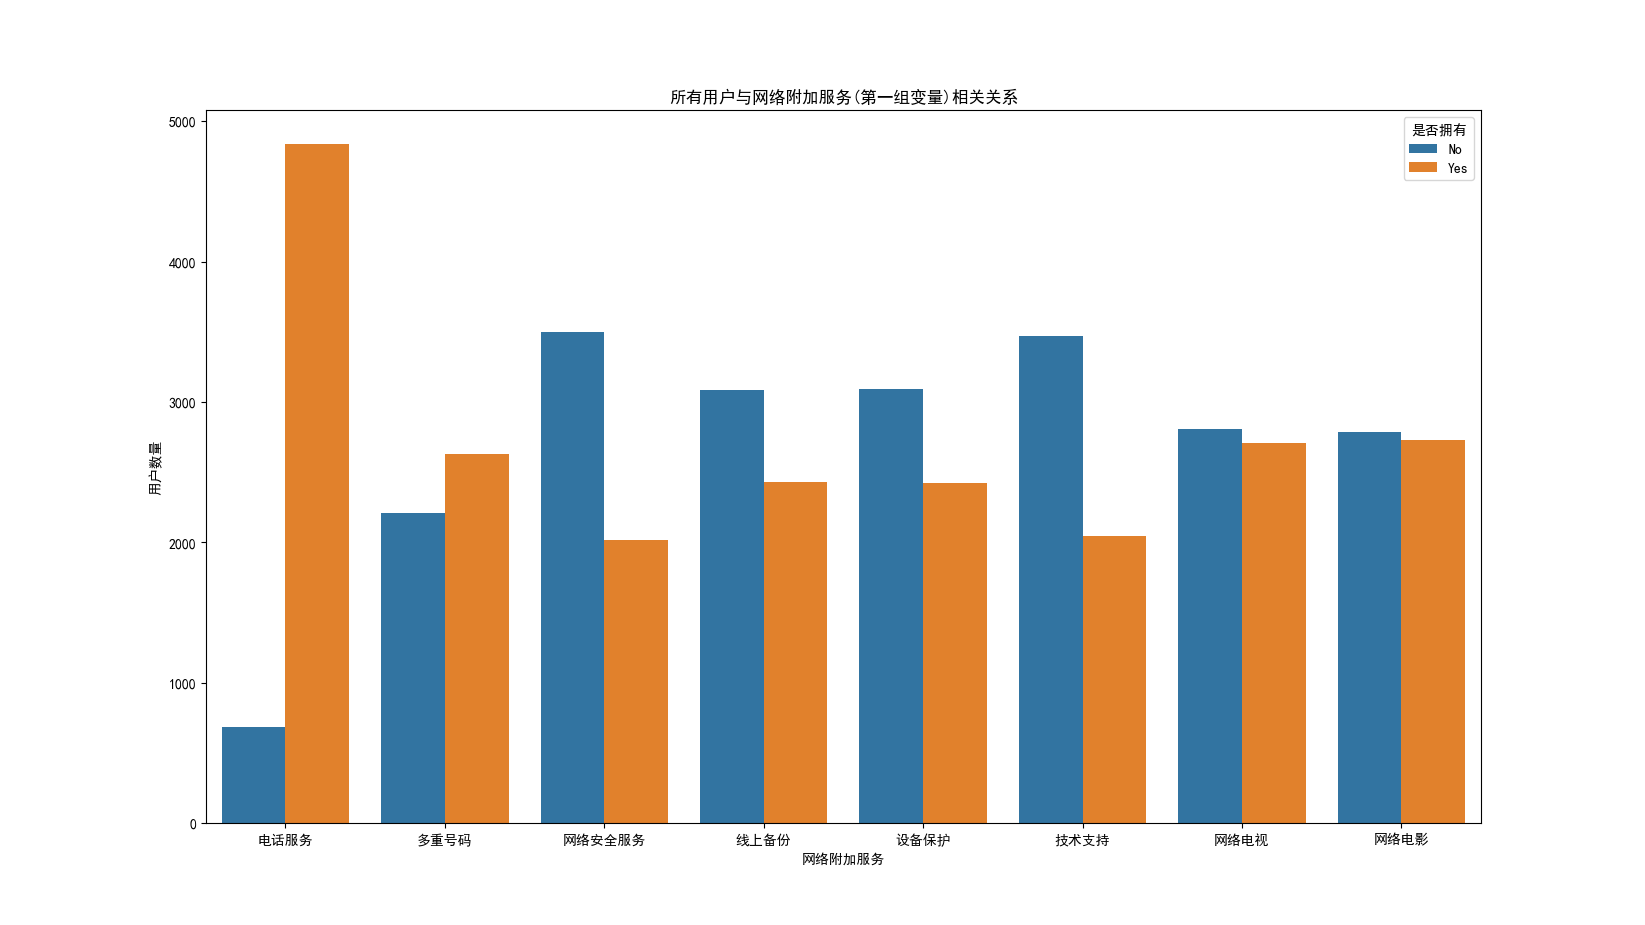 所有用户与网络附加服务(第一组变量)相关关系
是否拥有
No
Yes
5000
4000
3000
2000
1000
0
用户数量
电话服务 多重号码 网络安全服务 线上备份 设备保护 技术支持 网络电视 网络电影
网络附加服务